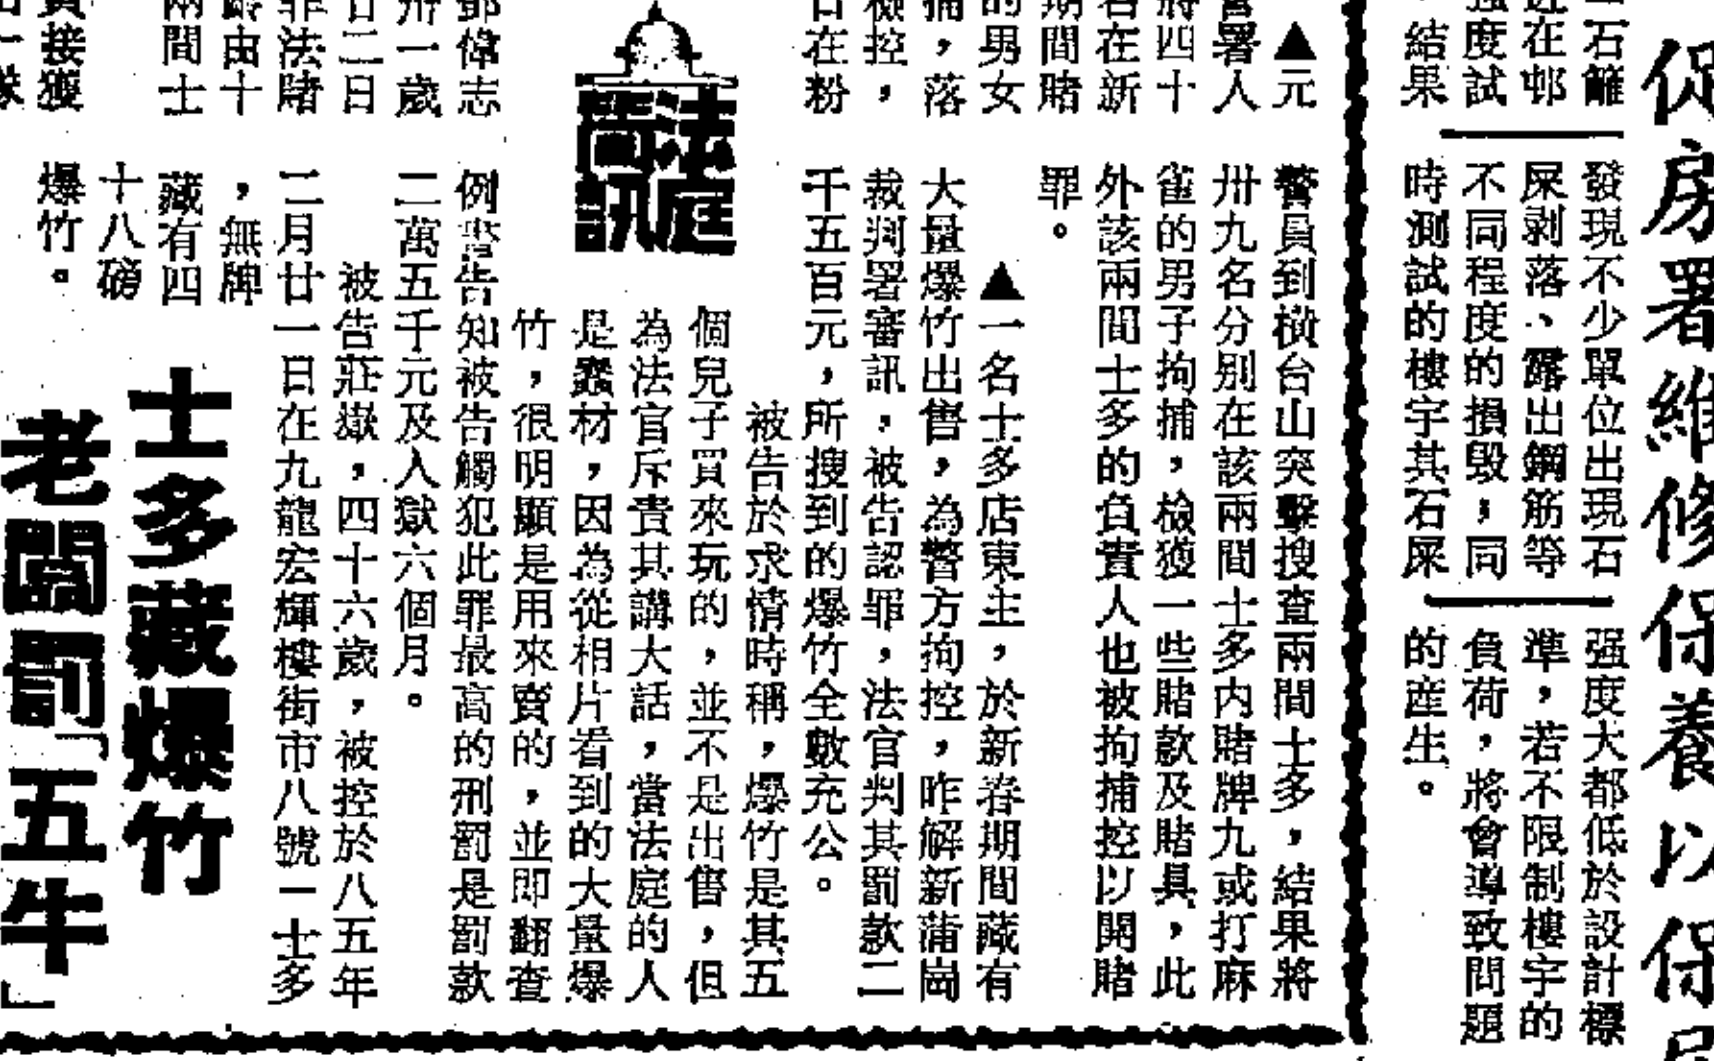 促房署維修保養以保
石籬
近在邨
强度試
，結果
發現不少單位出現石
屎剥落、露出鋼筋等
不同程度的損毀，同
時測試的樓宇其石屎
强度大都低於設計標
準，若不限制樓宇的
負荷，將會導致問題
的產生。
▲元
署人
將四十
名在新
期間賭
的男女
捕，落
檢控，
日在粉
法庭
簡訊
鄧偉志
卅一歲
廿二日
非法賭
齡由十
兩間士
員接獲
警員到橫台山突擊搜查兩間士多，結果將
卅九名分別在該兩間士多內賭牌九或打麻
雀的男子拘捕，檢獲一些賭款及賭具，此
外該兩間士多的負責人也被拘捕控以開賭
罪。
▲一名士多店東主，於新春期間藏有
大量爆竹出售，為警方拘控，昨解新蒲崗
裁判署審訊，被告認罪，法官判其罰款二
千五百元，所搜到的爆竹全數充公。
被告於求情時稱，爆竹是其五
個兒子買來玩的，並不是出售，但
為法官斥責其講大話，當法庭的人
是蠢材，因為從相片看到的大量爆
竹，很明顯是用來賣的，並即翻查
例警告知被告觸犯此罪最高的刑罰是罰款
二萬五千元及入獄六個月。
被告莊嶽，四十六歲，被控於八五年
二月廿一日在九龍宏輝樓街市八號一士多
，無牌
藏有四
十八磅
爆竹。
士多藏爆竹
老闆罰「五牛」